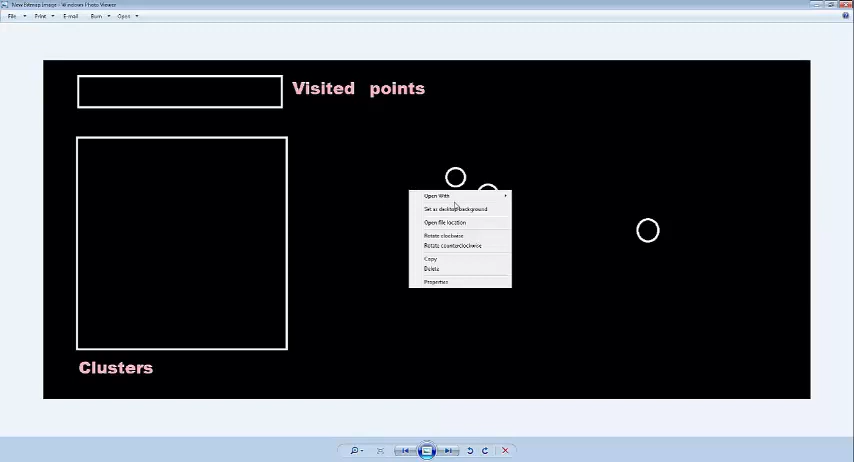 New Bitmap Image - Windows Photo Viewer
File Print E-mail Burn Open
Visited points
Open With
Set as desktop background
Open file location
Rotate clockwise
Rotate counterclockwise
Copy
Delete
Properties
Clusters